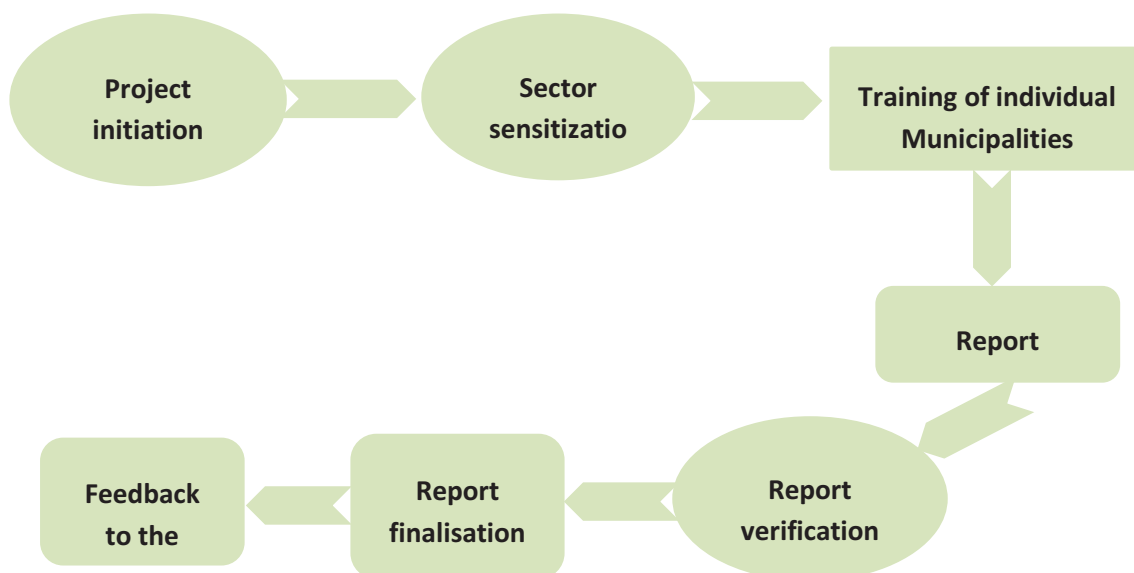 Project
initiation
Sector
sensitizatio
Training of individual
Municipalities
Report
Report
verification
Report
finalisation
Feedback
to the